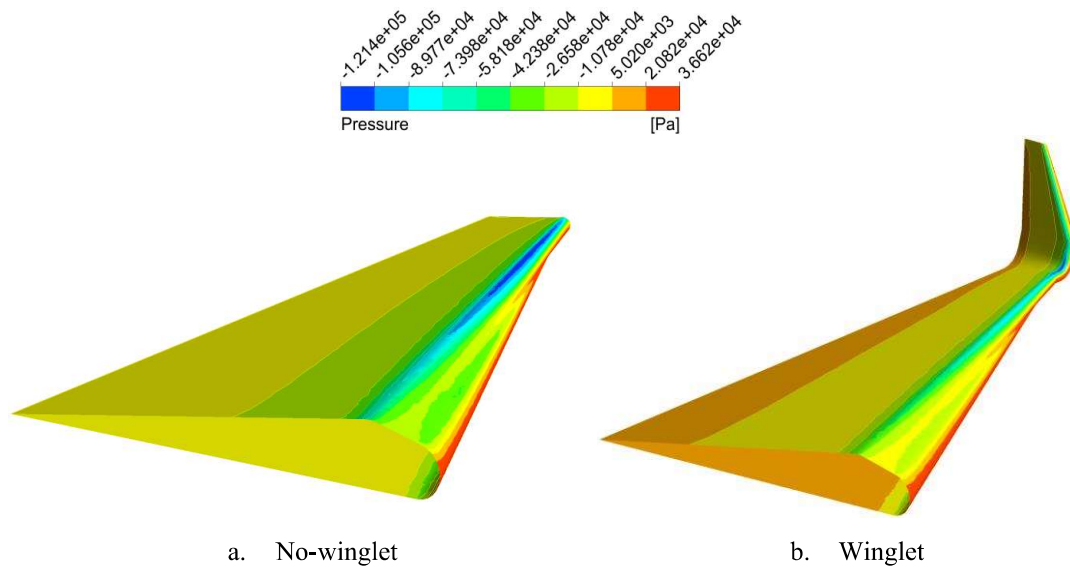 -1.214e+05
-1.056e+05
-8.977e+04
-7.398e+04
-5.818e+04
-4.238e+04
-2.658e+04
-1.078e+04
5.020e+03
2.082e+04
3.662e+04
Pressure [Pa]
a. No-winglet b. Winglet